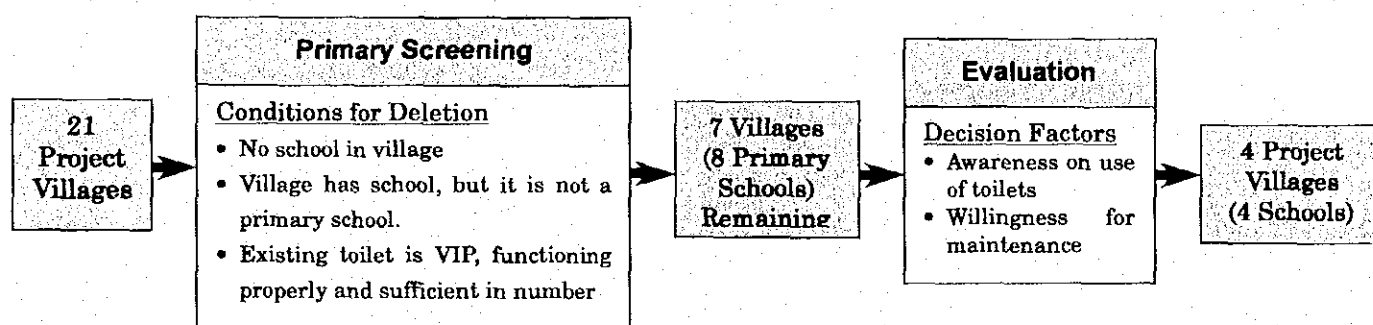 21
Project
Villages
Primary Screening
Conditions for Deletion
• No school in village
• Village has school, but it is not a
primary school.
• Existing toilet is VIP, functioning
properly and sufficient in number
7 Villages
(8 Primary
Schools)
Remaining
Evaluation
Decision Factors
• Awareness on use
of toilets
• Willingness for
maintenance
4 Project
Villages
(4 Schools)